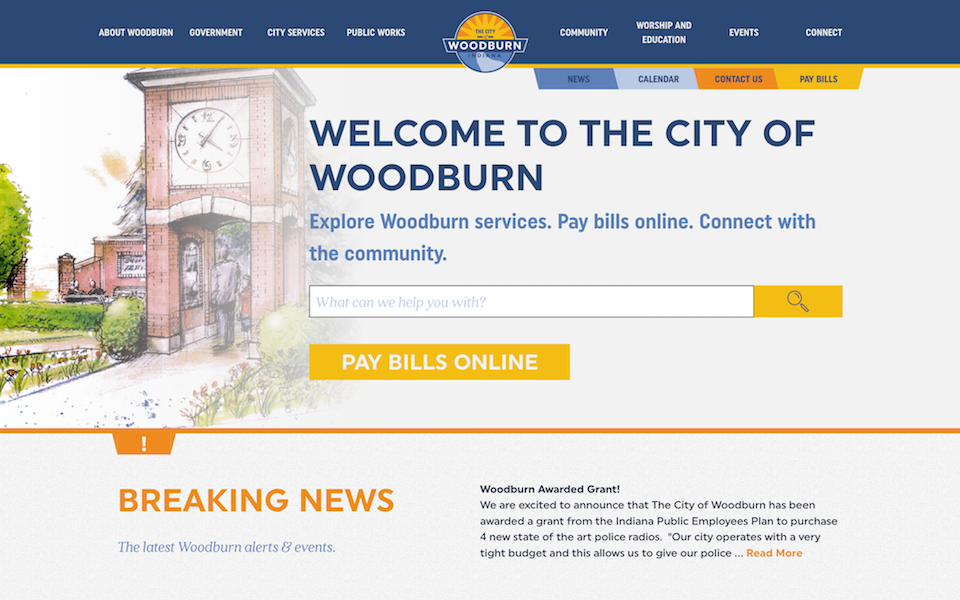 ABOUT WOODBURN
GOVERNMENT
CITY SERVICES
PUBLIC WORKS
THE CITY
OF
WOODBURN
INDIANA
COMMUNITY
WORSHIP AND
EDUCATION
EVENTS
CONNECT
NEWS
CALENDAR
CONTACT US
PAY BILLS
WELCOME TO THE CITY OF
WOODBURN
Explore Woodburn services. Pay bills online. Connect with
the community.
What can we help you with?
PAY BILLS ONLINE
!
BREAKING NEWS
The latest Woodburn alerts & events.
Woodburn Awarded Grant!
We are excited to announce that The City of Woodburn has been
awarded a grant from the Indiana Public Employees Plan to purchase
4 new state of the art police radios.  "Our city operates with a very
tight budget and this allows us to give our police ... Read More